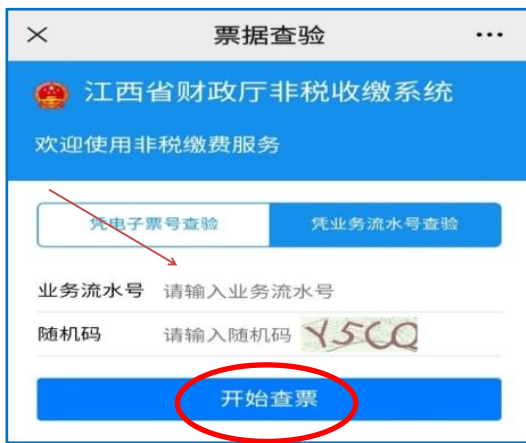 票据查验
江西省财政厅非税收缴系统
欢迎使用非税缴费服务
凭电子票号查验 凭业务流水号查验
业务流水号 请输入业务流水号
随机码 请输入随机码 Y5CQ
开始查票